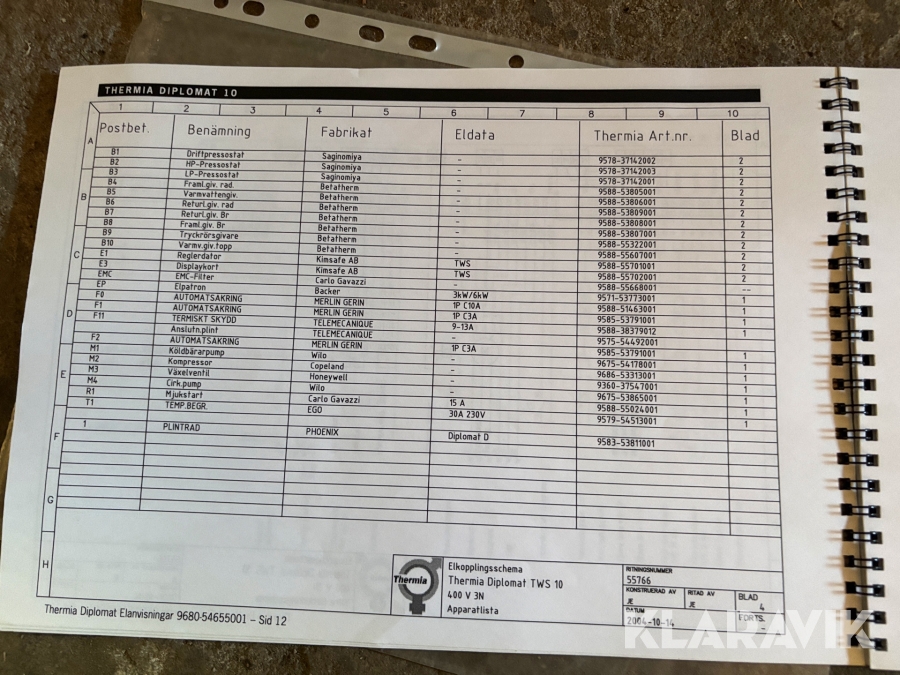 THERMIA DIPLOMAT 10
1 2 3 4 5 6 7 8 9 10
A
B
C
D
E
F
G
H
Postbet. Benämning Fabrikat Eldata Thermia Art.nr. Blad
B1 Driftpressostat Saginomiya - 9578-37142002 2
B2 HP-Pressostat Saginomiya - 9578-37142003 2
B3 LP-Pressostat Saginomiya - 9578-37142001 2
B4 Framl.giv. rad. Betatherm - 9588-53805001 2
B5 Varmvattengiv. Betatherm - 9588-53806001 2
B6 Returl.giv. rad Betatherm - 9588-53809001 2
B7 Returl.giv. Br Betatherm - 9588-53808001 2
B8 Framl.giv. Br Betatherm - 9588-53807001 2
B9 Tryckrörsgivare Betatherm - 9588-55322001 2
B10 Varmv.giv.topp Betatherm - 9588-55607001 2
E1 Reglerdator Kimsafe AB TWS 9588-55701001 2
E3 Displaykort Kimsafe AB TWS 9588-55702001 2
EMC EMC-Filter Carlo Gavazzi - 9588-55668001 --
EP Elpatron Backer 3kW/6kW 9571-53773001 1
F0 AUTOMATSÄKRING MERLIN GERIN 1P C10A 9588-51463001 1
F1 AUTOMATSÄKRING MERLIN GERIN 1P C3A 9585-53791001 1
F11 TERMISKT SKYDD TELEMECANIQUE 9-13A 9588-38379012 1
Anslutn.plint TELEMECANIQUE - 9575-54492001
F2 AUTOMATSÄKRING MERLIN GERIN 1P C3A 9585-53791001 1
M1 Köldbärarpump Wilo - 9675-54178001 1
M2 Kompressor Copeland - 9686-53313001 1
M3 Växelventil Honeywell - 9360-37547001 1
M4 Cirk.pump Wilo - 9675-53865001 1
R1 Mjukstart Carlo Gavazzi 15 A 9588-55024001 1
T1 TEMP.BEGR. EGO 30A 230V 9579-54513001 1
1 PLINTRAD PHOENIX Diplomat D 9583-53811001
Thermia
Elkopplingsschema
Thermia Diplomat TWS 10
400 V 3N
Apparatlista
RITNINGSNUMMER
55766
KONSTRUERAD AV
JE
RITAD AV
JE
DATUM
2004-10-14
BLAD
4
FORTS.
-
Thermia Diplomat Elanvisningar 9680-54655001 – Sid 12
KLARAVIK